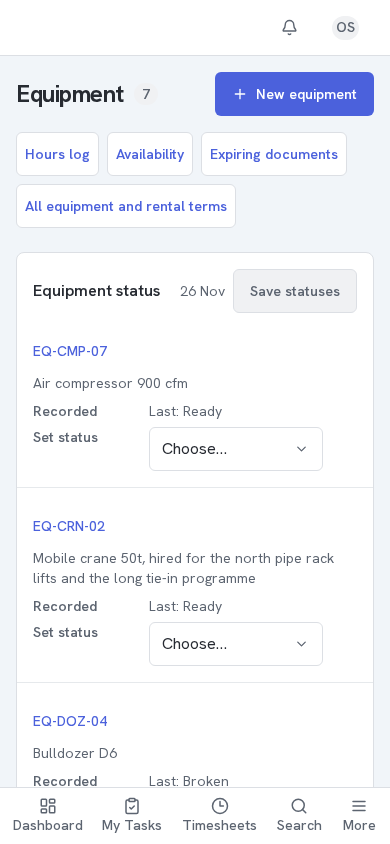 OS
Equipment 7
New equipment
Hours log
Availability
Expiring documents
All equipment and rental terms
Equipment status
26 Nov
Save statuses
EQ-CMP-07
Air compressor 900 cfm
Recorded Last: Ready
Set status Choose...
EQ-CRN-02
Mobile crane 50t, hired for the north pipe rack
lifts and the long tie-in programme
Recorded Last: Ready
Set status Choose...
EQ-DOZ-04
Bulldozer D6
Recorded Last: Broken
Dashboard
My Tasks
Timesheets
Search
More